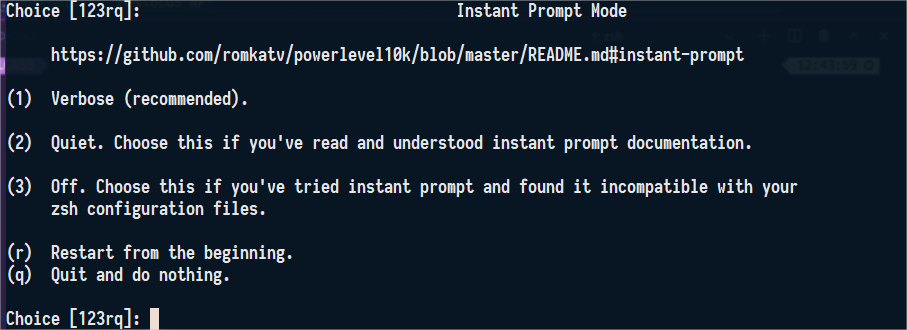 Choice [123rq]: Instant Prompt Mode
https://github.com/romkatv/powerlevel10k/blob/master/README.md#instant-prompt
(1) Verbose (recommended).
(2) Quiet. Choose this if you've read and understood instant prompt documentation.
(3) Off. Choose this if you've tried instant prompt and found it incompatible with your
zsh configuration files.
(r) Restart from the beginning.
(q) Quit and do nothing.
Choice [123rq]: